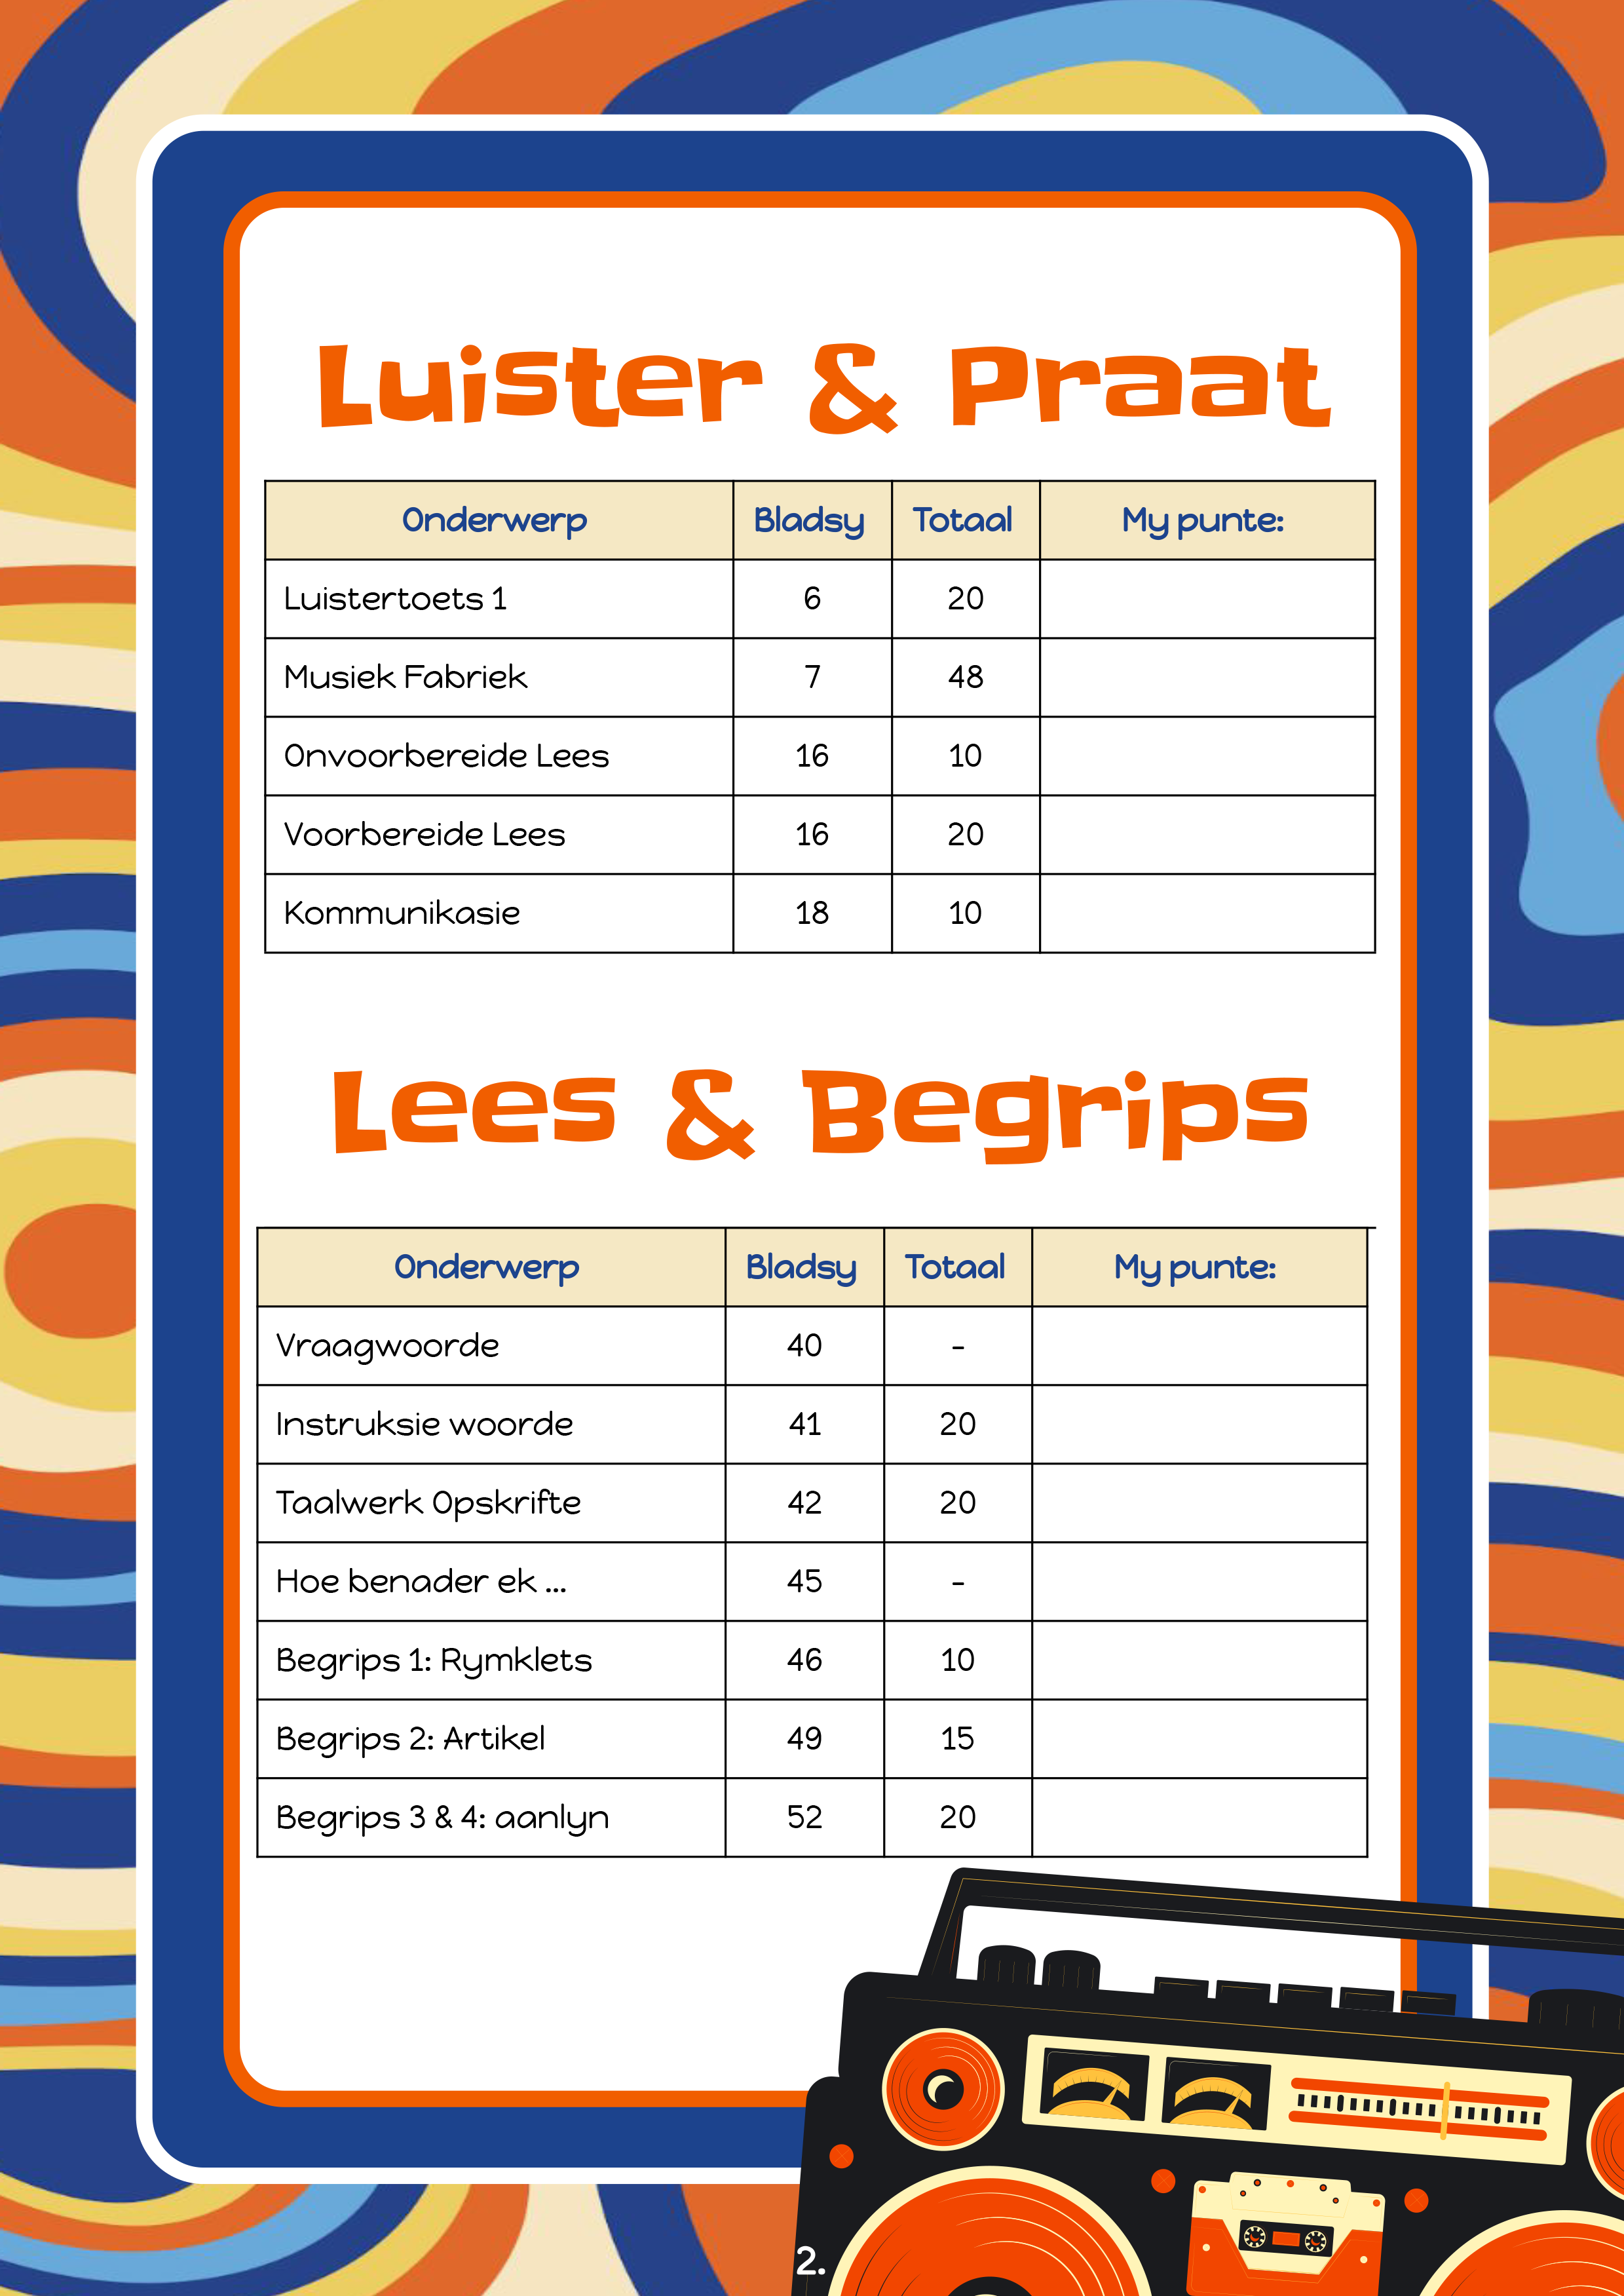 Luister & Praat
Onderwerp Bladsy Totaal My punte:
Luistertoets 1 6 20
Musiek Fabriek 7 48
Onvoorbereide Lees 16 10
Voorbereide Lees 16 20
Kommunikasie 18 10
Lees & Begrips
Onderwerp Bladsy Totaal My punte:
Vraagwoorde 40 -
Instruksie woorde 41 20
Taalwerk Opskrifte 42 20
Hoe benader ek ... 45 -
Begrips 1: Rymklets 46 10
Begrips 2: Artikel 49 15
Begrips 3 & 4: aanlyn 52 20
2.